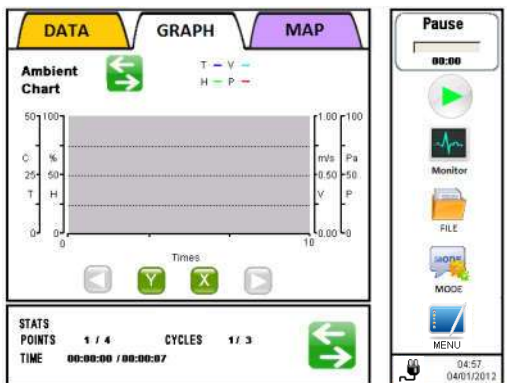 DATA GRAPH MAP
Ambient Chart
T V
H P
50 100 1.00 100
C % m/s Pa
25 50 0.50 50
T H V P
0 0 0.00 0
0 10
Times
Y X
STATS
POINTS 1 / 4 CYCLES 1 / 3
TIME 00:00:00 / 00:00:07
Pause
00:00
Monitor
FILE
MODE
MODE
MENU
04:57
04/01/2012